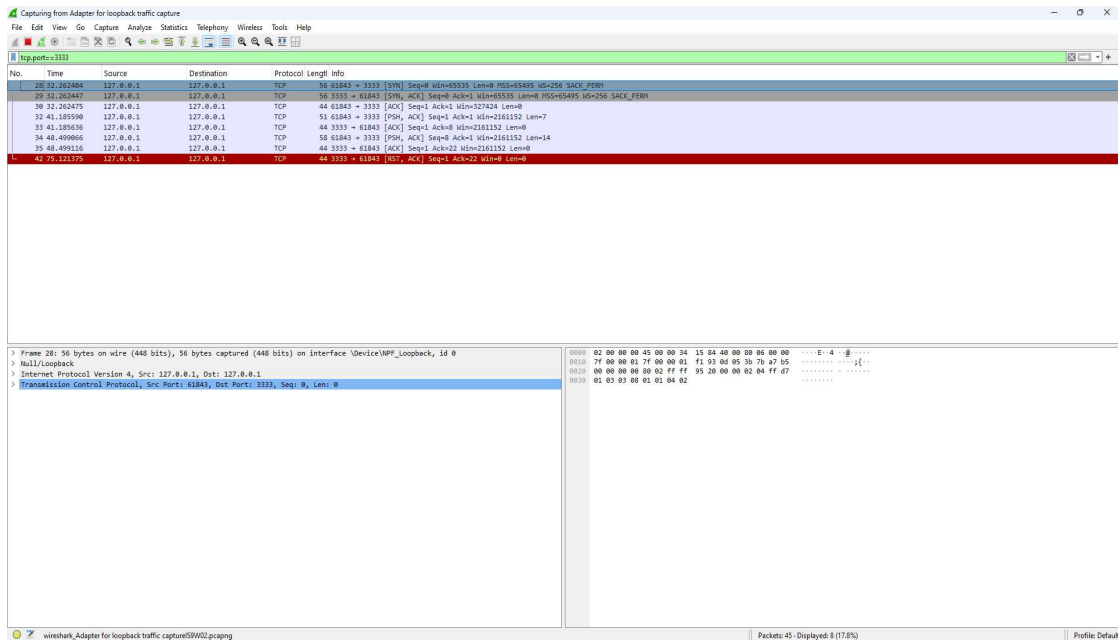 Capturing from Adapter for loopback traffic capture
File Edit View Go Capture Analyze Statistics Telephony Wireless Tools Help
tcp.port==3333
No. Time Source Destination Protocol Lengtl Info
28 32.262404 127.0.0.1 127.0.0.1 TCP 56 61843 → 3333 [SYN] Seq=0 Win=65535 Len=0 MSS=65495 WS=256 SACK_PERM
29 32.262447 127.0.0.1 127.0.0.1 TCP 56 3333 → 61843 [SYN, ACK] Seq=0 Ack=1 Win=65535 Len=0 MSS=65495 WS=256 SACK_PERM
30 32.262475 127.0.0.1 127.0.0.1 TCP 44 61843 → 3333 [ACK] Seq=1 Ack=1 Win=327424 Len=0
32 41.185590 127.0.0.1 127.0.0.1 TCP 51 61843 → 3333 [PSH, ACK] Seq=1 Ack=1 Win=2161152 Len=7
33 41.185636 127.0.0.1 127.0.0.1 TCP 44 3333 → 61843 [ACK] Seq=1 Ack=8 Win=2161152 Len=0
34 48.499066 127.0.0.1 127.0.0.1 TCP 58 61843 → 3333 [PSH, ACK] Seq=8 Ack=1 Win=2161152 Len=14
35 48.499116 127.0.0.1 127.0.0.1 TCP 44 3333 → 61843 [ACK] Seq=1 Ack=22 Win=2161152 Len=0
42 75.121375 127.0.0.1 127.0.0.1 TCP 44 3333 → 61843 [RST, ACK] Seq=1 Ack=22 Win=0 Len=0
> Frame 28: 56 bytes on wire (448 bits), 56 bytes captured (448 bits) on interface \Device\NPF_Loopback, id 0
> Null/Loopback
> Internet Protocol Version 4, Src: 127.0.0.1, Dst: 127.0.0.1
> Transmission Control Protocol, Src Port: 61843, Dst Port: 3333, Seq: 0, Len: 0
0000 02 00 00 00 45 00 00 34 15 84 40 00 80 06 00 00 ····E··4 ··@·····
0010 7f 00 00 01 7f 00 00 01 f1 93 0d 05 3b 7b a7 b5 ········ ····;{··
0020 00 00 00 00 80 02 ff ff 95 20 00 00 02 04 ff d7 ········ · ······
0030 01 03 03 08 01 01 04 02 ········
wireshark_Adapter for loopback traffic captureIS9W02.pcapng
Packets: 45 · Displayed: 8 (17.8%)
Profile: Defaul